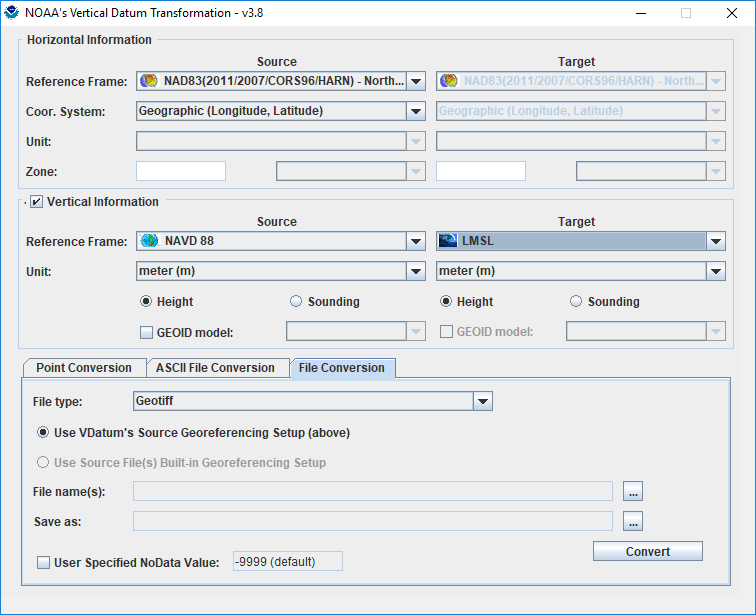 NOAA's Vertical Datum Transformation - v3.8
Horizontal Information
Source Target
Reference Frame: NAD83(2011/2007/CORS96/HARN) - North... NAD83(2011/2007/CORS96/HARN) - North...
Coor. System: Geographic (Longitude, Latitude) Geographic (Longitude, Latitude)
Unit:
Zone:
Vertical Information
Source Target
Reference Frame: NAVD 88 LMSL
Unit: meter (m) meter (m)
Height Sounding Height Sounding
GEOID model: GEOID model:
Point Conversion ASCII File Conversion File Conversion
File type: Geotiff
Use VDatum's Source Georeferencing Setup (above)
Use Source File(s) Built-in Georeferencing Setup
File name(s): ...
Save as: ...
User Specified NoData Value: -9999 (default)
Convert